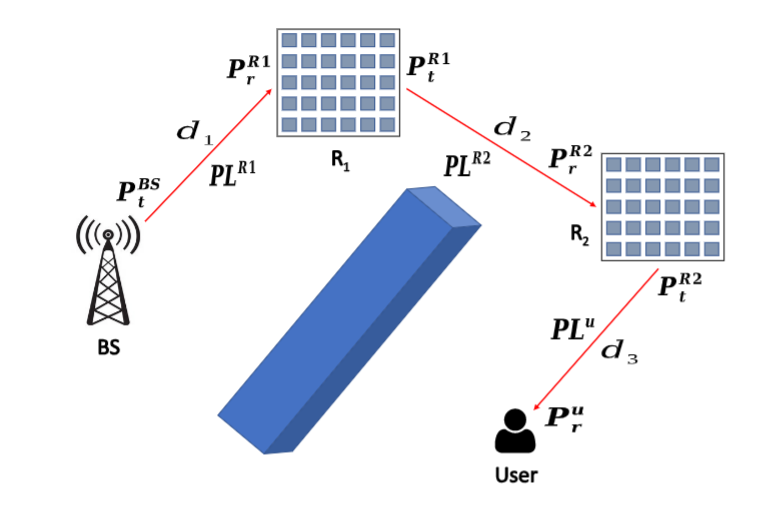 P_r^{R1}
P_t^{R1}
d_1
d_2
R_1
PL^{R1}
PL^{R2}
P_r^{R2}
P_t^{BS}
R_2
BS
P_t^{R2}
PL^u
d_3
P_r^u
User